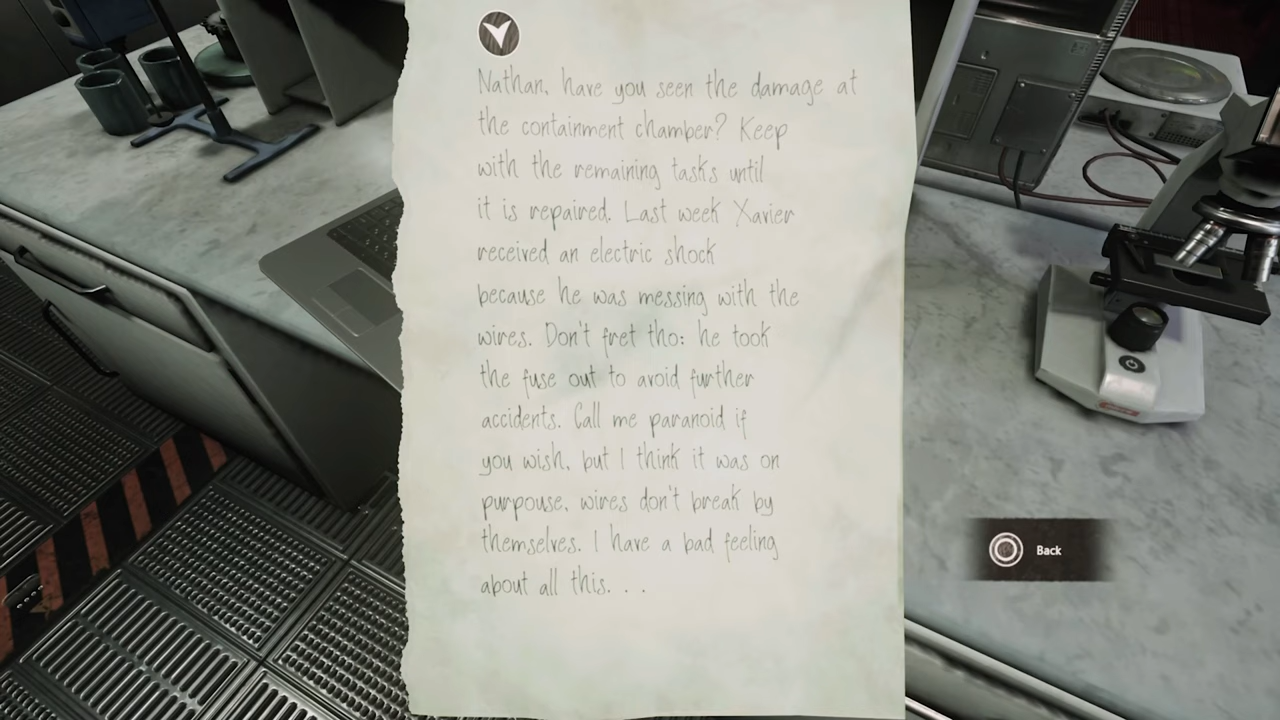 Nathan, have you seen the damage at
the containment chamber? Keep
with the remaining tasks until
it is repaired. Last week Xavier
received an electric shock
because he was messing with the
wires. Don't fret tho: he took
the fuse out to avoid further
accidents. Call me paranoid if
you wish, but I think it was on
purpouse, wires don't break by
themselves. I have a bad feeling
about all this. . .
Back